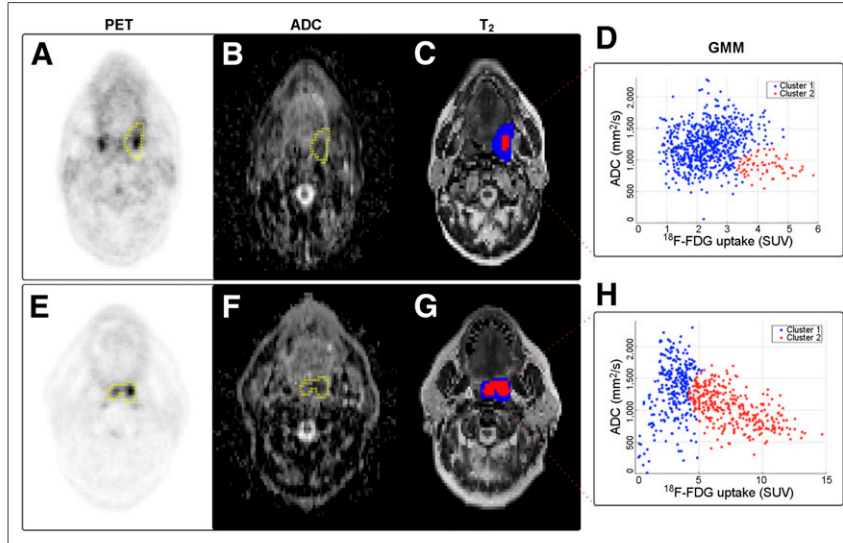 PET ADC T₂
A B C D GMM
Cluster 1
Cluster 2
ADC (mm²/s)
2,000
1,500
1,000
500
0
0 1 2 3 4 5 6
¹⁸F-FDG uptake (SUV)
E F G H
Cluster 1
Cluster 2
ADC (mm²/s)
2,000
1,500
1,000
500
0
0 5 10 15
¹⁸F-FDG uptake (SUV)